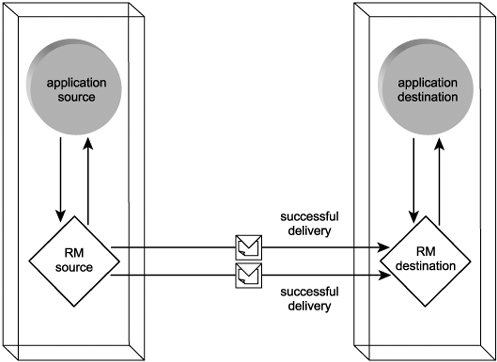 application
source
application
destination
successful
delivery
RM
source
RM
destination
successful
delivery